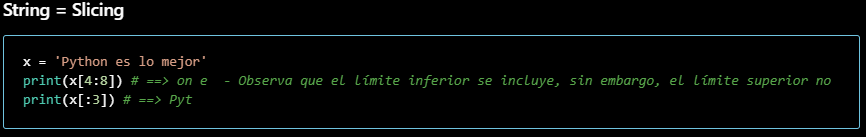 String = Slicing
x = 'Python es lo mejor'
print(x[4:8]) # ==> on e  - Observa que el límite inferior se incluye, sin embargo, el límite superior no
print(x[:3]) # ==> Pyt